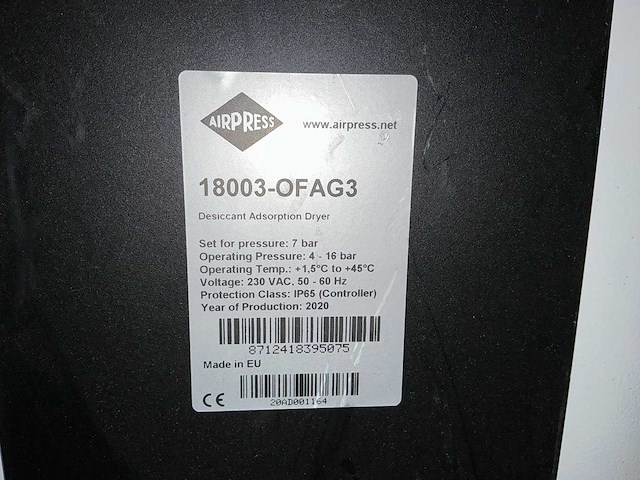 AIRPRESS
www.airpress.net
18003-OFAG3
Desiccant Adsorption Dryer
Set for pressure: 7 bar
Operating Pressure: 4 - 16 bar
Operating Temp.: +1,5°C to +45°C
Voltage: 230 VAC. 50 - 60 Hz
Protection Class: IP65 (Controller)
Year of Production: 2020
8712418395075
Made in EU
CE
20AD001164